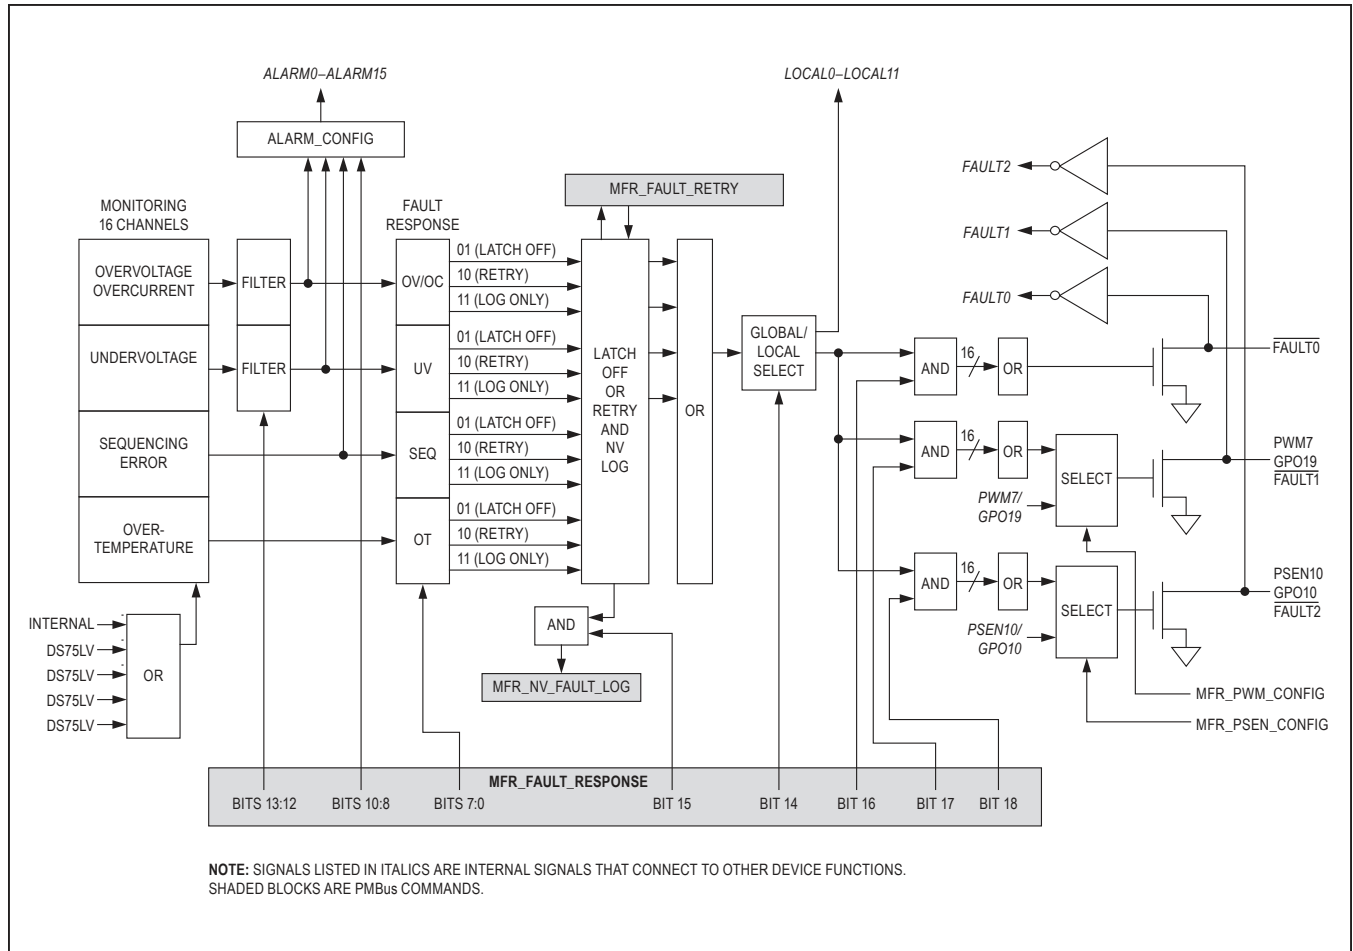 ALARM0–ALARM15
LOCAL0–LOCAL11
ALARM_CONFIG
FAULT2
MFR_FAULT_RETRY
MONITORING
16 CHANNELS
FAULT
RESPONSE
FAULT1
OVERVOLTAGE
OVERCURRENT
FILTER
OV/OC
01 (LATCH OFF)
10 (RETRY)
11 (LOG ONLY)
FAULT0
UNDERVOLTAGE
FILTER
UV
01 (LATCH OFF)
10 (RETRY)
11 (LOG ONLY)
LATCH
OFF
OR
RETRY
AND
NV
LOG
OR
GLOBAL/
LOCAL
SELECT
AND
16
OR
FAULT0
SEQUENCING
ERROR
SEQ
01 (LATCH OFF)
10 (RETRY)
11 (LOG ONLY)
AND
16
OR
SELECT
PWM7/
GPO19
PWM7
GPO19
FAULT1
OVER-
TEMPERATURE
OT
01 (LATCH OFF)
10 (RETRY)
11 (LOG ONLY)
AND
16
OR
SELECT
PSEN10/
GPO10
PSEN10
GPO10
FAULT2
INTERNAL
DS75LV
DS75LV
DS75LV
DS75LV
OR
AND
MFR_NV_FAULT_LOG
MFR_PWM_CONFIG
MFR_PSEN_CONFIG
MFR_FAULT_RESPONSE
BITS 13:12
BITS 10:8
BITS 7:0
BIT 15
BIT 14
BIT 16
BIT 17
BIT 18
NOTE: SIGNALS LISTED IN ITALICS ARE INTERNAL SIGNALS THAT CONNECT TO OTHER DEVICE FUNCTIONS.
SHADED BLOCKS ARE PMBus COMMANDS.